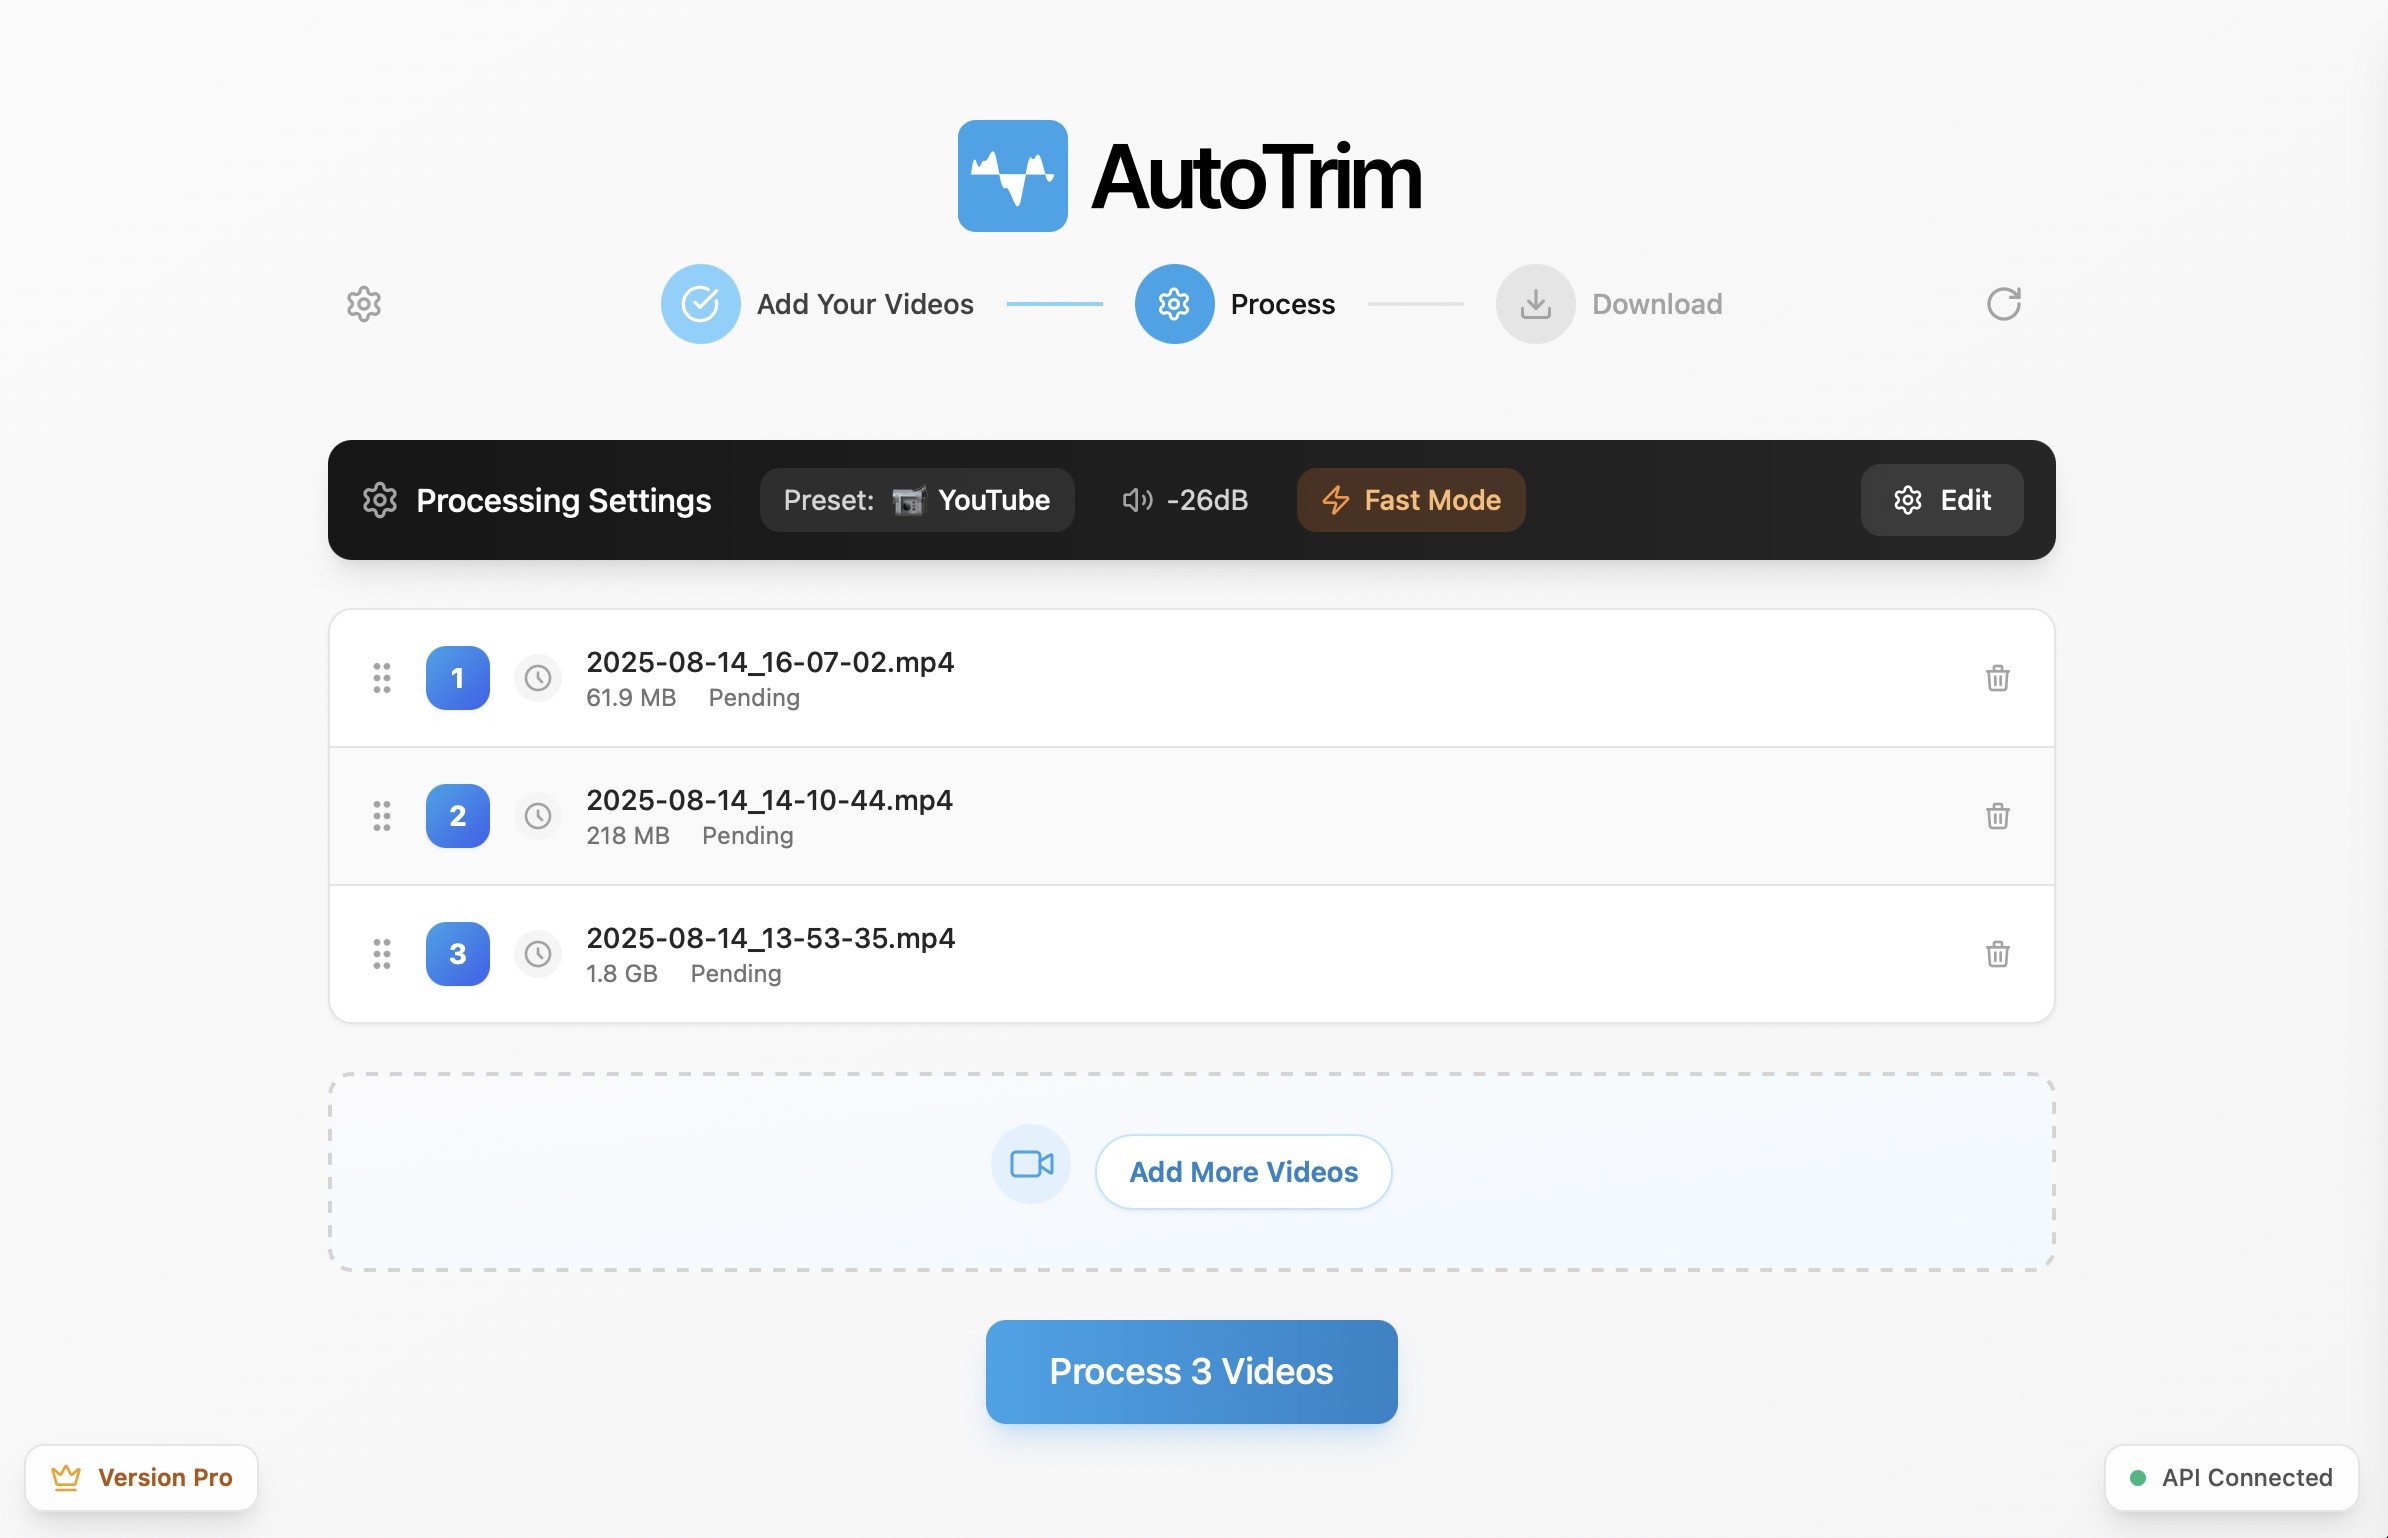 AutoTrim
Add Your Videos
Process
Download
Processing Settings
Preset: YouTube
-26dB
Fast Mode
Edit
1
2025-08-14_16-07-02.mp4
61.9 MB Pending
2
2025-08-14_14-10-44.mp4
218 MB Pending
3
2025-08-14_13-53-35.mp4
1.8 GB Pending
Add More Videos
Process 3 Videos
Version Pro
API Connected